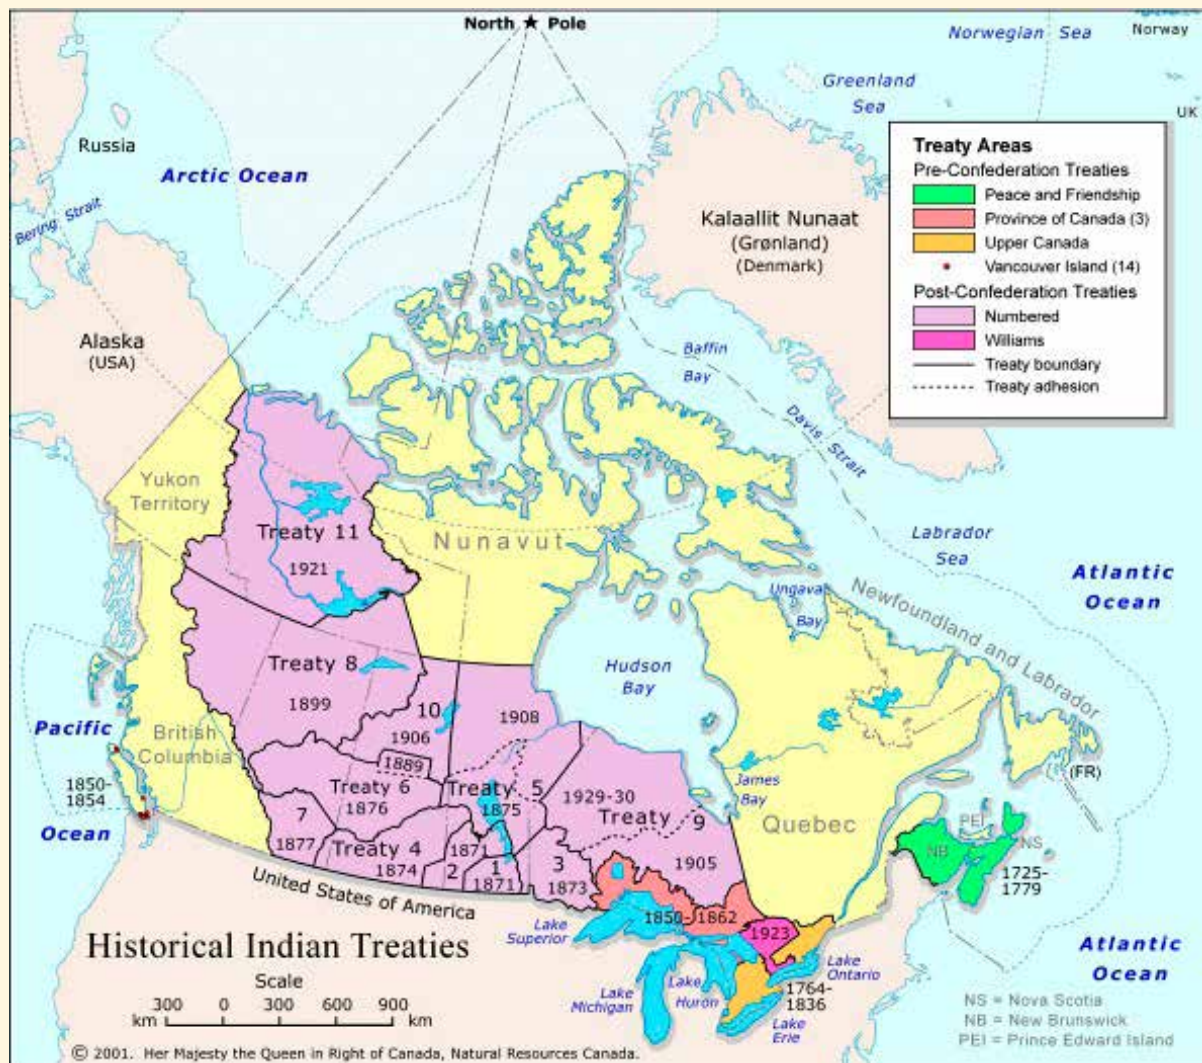 North ★ Pole
Norwegian Sea
Norway
Greenland
Sea
UK
Russia
Arctic Ocean
Bering Strait
Kalaallit Nunaat
(Grønland)
(Denmark)
Treaty Areas
Pre-Confederation Treaties
Peace and Friendship
Province of Canada (3)
Upper Canada
Vancouver Island (14)
Post-Confederation Treaties
Numbered
Williams
Treaty boundary
Treaty adhesion
Alaska
(USA)
Baffin
Bay
Davis Strait
Yukon
Territory
Treaty 11
1921
Nunavut
Labrador
Sea
Atlantic
Ocean
Ungava
Bay
Newfoundland and Labrador
Hudson
Bay
Treaty 8
1899
10
1906
1908
Pacific
Ocean
British
Columbia
1850-
1854
1889
Treaty 6
1876
Treaty 5
1875
1929-30
Treaty 9
1905
James
Bay
Quebec
(FR)
PEI
NB
NS
1725-
1779
7
1877
Treaty 4
1874
1871
2
1
1871
3
1873
United States of America
1850-1862
1923
Lake
Superior
Lake
Michigan
Lake
Huron
Lake
Ontario
1764-
1836
Lake
Erie
Atlantic
Ocean
Historical Indian Treaties
Scale
300 0 300 600 900
km km
NS = Nova Scotia
NB = New Brunswick
PEI = Prince Edward Island
© 2001. Her Majesty the Queen in Right of Canada, Natural Resources Canada.